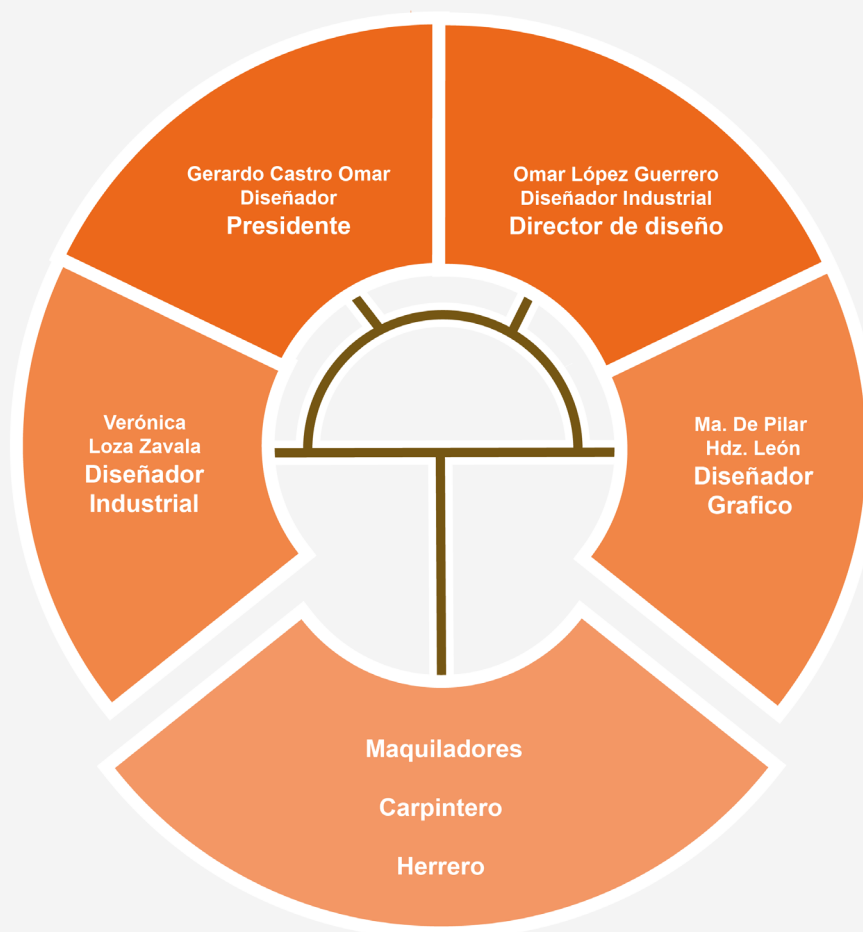 Gerardo Castro Omar
Diseñador
Presidente
Omar López Guerrero
Diseñador Industrial
Director de diseño
Verónica
Loza Zavala
Diseñador
Industrial
Ma. De Pilar
Hdz. León
Diseñador
Grafico
Maquiladores
Carpintero
Herrero